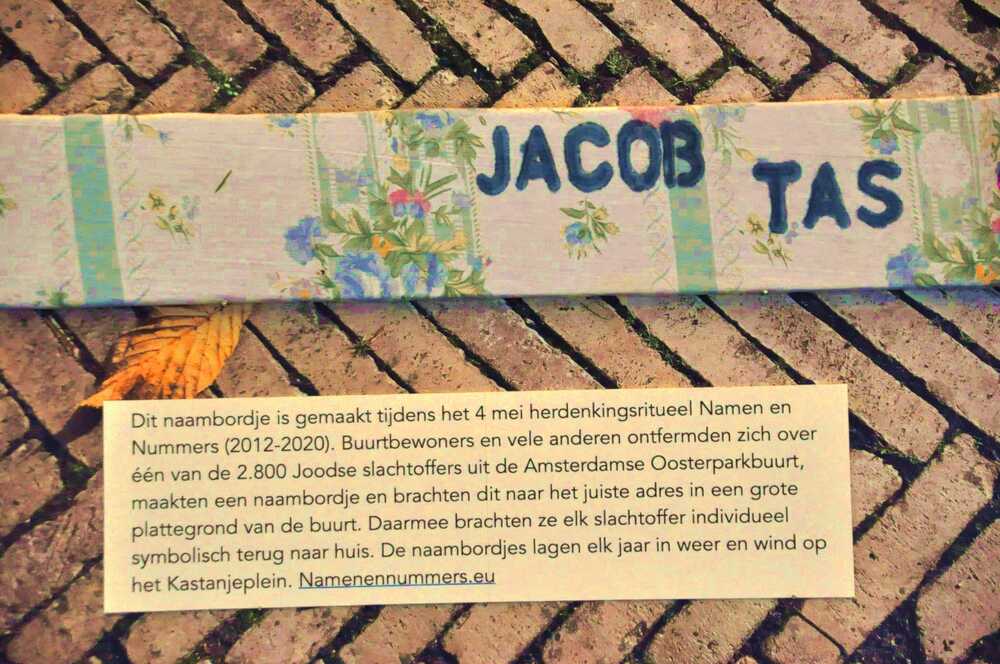 JACOB
TAS
Dit naambordje is gemaakt tijdens het 4 mei herdenkingsritueel Namen en
Nummers (2012-2020). Buurtbewoners en vele anderen ontfermden zich over
één van de 2.800 Joodse slachtoffers uit de Amsterdamse Oosterparkbuurt,
maakten een naambordje en brachten dit naar het juiste adres in een grote
plattegrond van de buurt. Daarmee brachten ze elk slachtoffer individueel
symbolisch terug naar huis. De naambordjes lagen elk jaar in weer en wind op
het Kastanjeplein. Namenennummers.eu